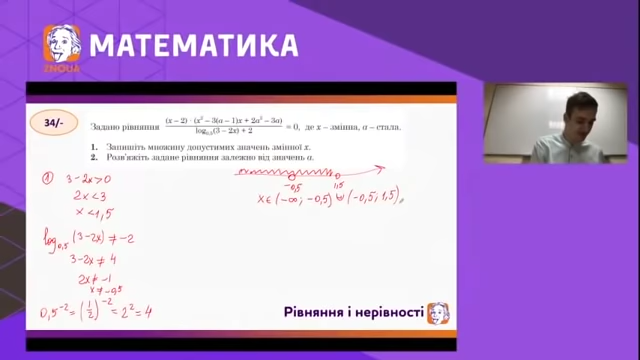 МАТЕМАТИКА
ZNOUA
34/-
Задано рівняння (x − 2) · (x² − 3(a − 1)x + 2a² − 3a) / log₀,₅(3 − 2x) + 2 = 0, де x – змінна, a – стала.
1. Запишіть множину допустимих значень змінної x.
2. Розв'яжіть задане рівняння залежно від значень a.
1) 3-2x>0
2x<3
x<1,5
log₀,₅(3-2x) ≠ -2
3-2x ≠ 4
2x ≠ -1
x ≠ -0,5
0,5⁻² = (1/2)⁻² = 2² = 4
-0,5 1,5
x∈(-∞; -0,5) ∪ (-0,5; 1,5),
Рівняння і нерівності